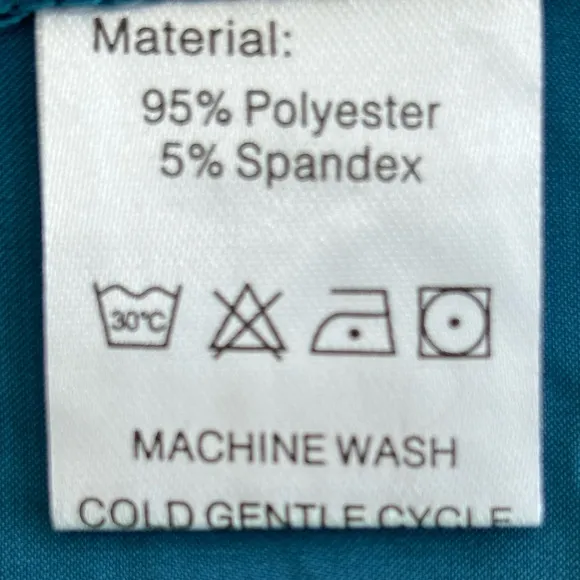 Material:
95% Polyester
5% Spandex
30°C
MACHINE WASH
COLD GENTLE CYCLE